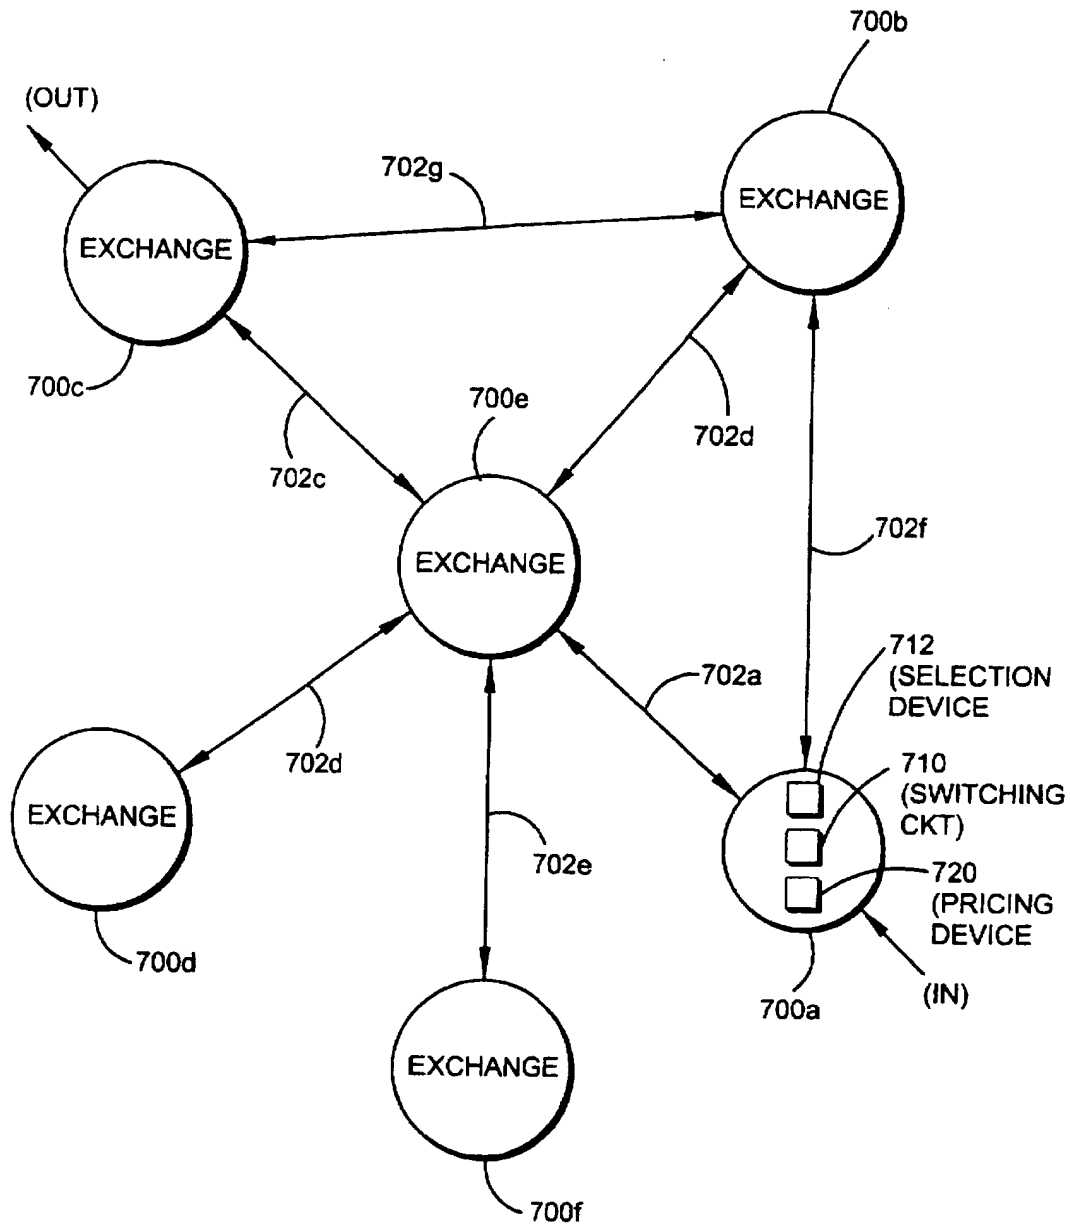 700b
(OUT)
702g
EXCHANGE
EXCHANGE
700c
700e
702d
702c
702f
EXCHANGE
712
(SELECTION
DEVICE
702a
702d
710
(SWITCHING
CKT)
EXCHANGE
702e
720
(PRICING
DEVICE
700d
(IN)
700a
EXCHANGE
700f